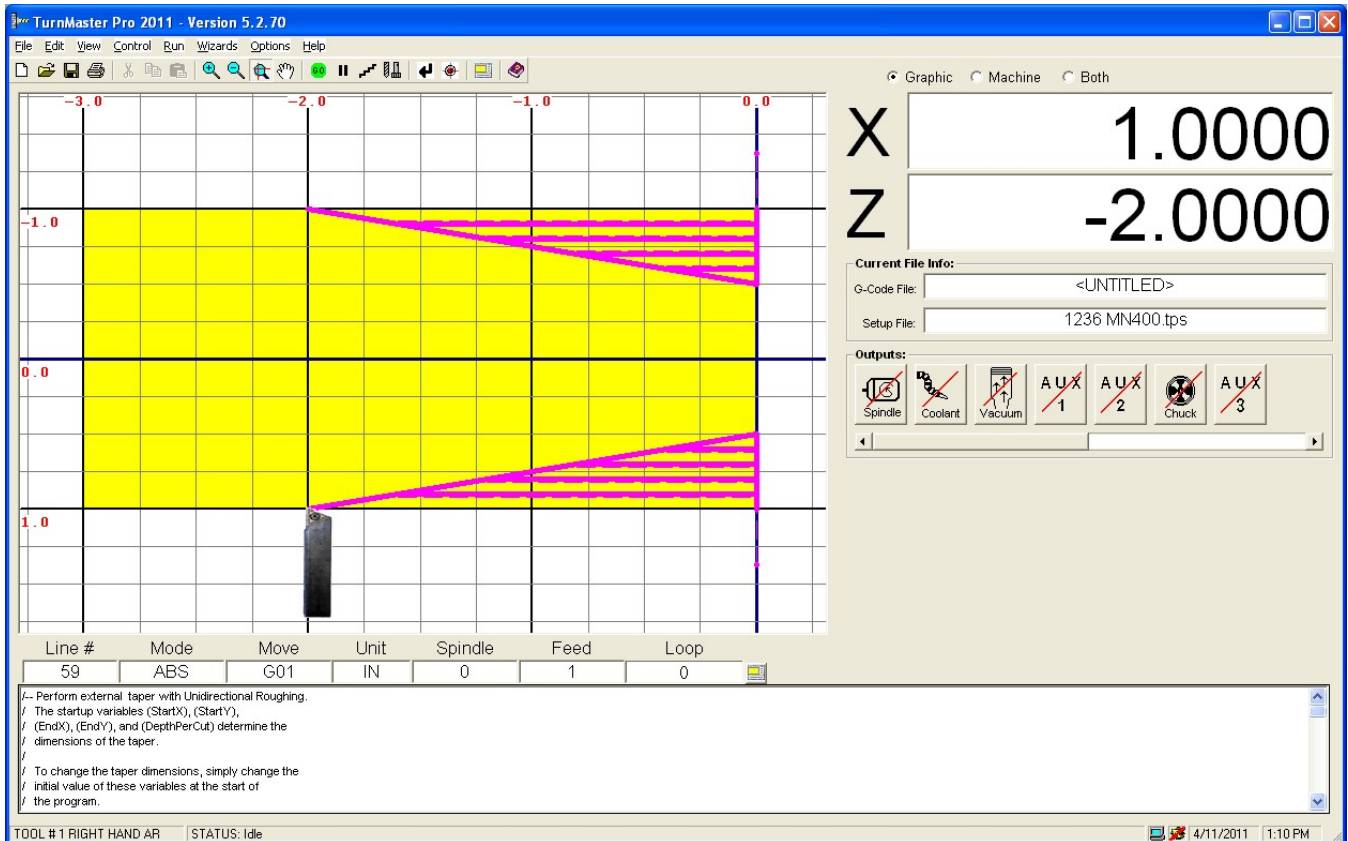 TurnMaster Pro 2011 - Version 5.2.70
File Edit View Control Run Wizards Options Help
GO
Graphic Machine Both
-3.0 -2.0 -1.0 0.0
-1.0
0.0
1.0
X 1.0000
Z -2.0000
Current File Info:
G-Code File: <UNTITLED>
Setup File: 1236 MN400.tps
Outputs:
Spindle Coolant Vacuum AUX 1 AUX 2 Chuck AUX 3
Line # Mode Move Unit Spindle Feed Loop
59 ABS G01 IN 0 1 0
/-- Perform external taper with Unidirectional Roughing.
/ The startup variables (StartX), (StartY),
/ (EndX), (EndY), and (DepthPerCut) determine the
/ dimensions of the taper.
/
/ To change the taper dimensions, simply change the
/ initial value of these variables at the start of
/ the program.
TOOL # 1 RIGHT HAND AR STATUS: Idle 4/11/2011 1:10 PM